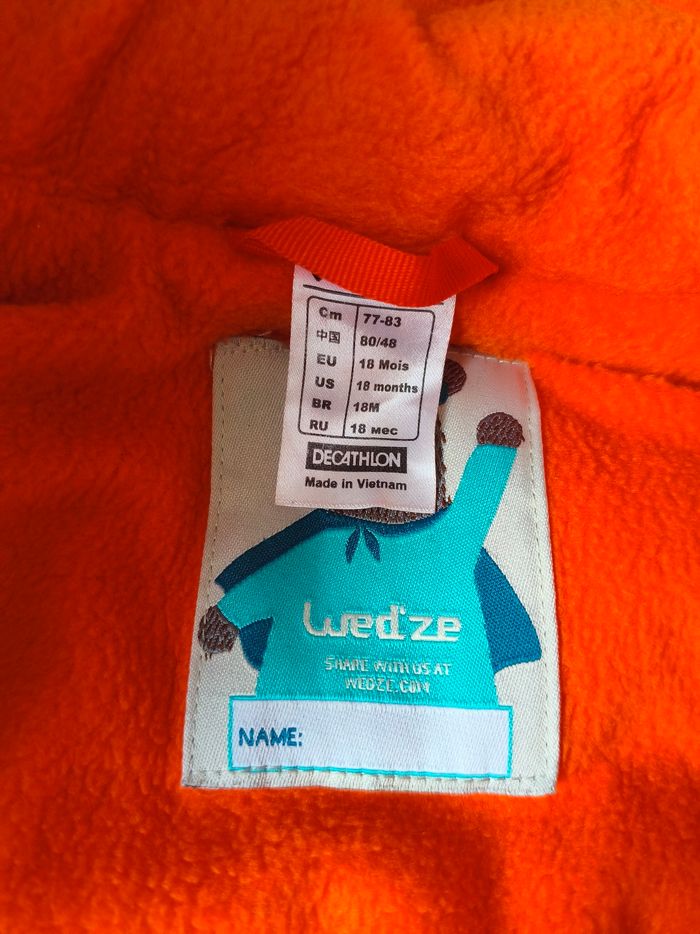 Cm 77-83
中国 80/48
EU 18 Mois
US 18 months
BR 18M
RU 18 мес
DECATHLON
Made in Vietnam
Wed'ze
SHARE WITH US AT
WEDZE.COM
NAME: